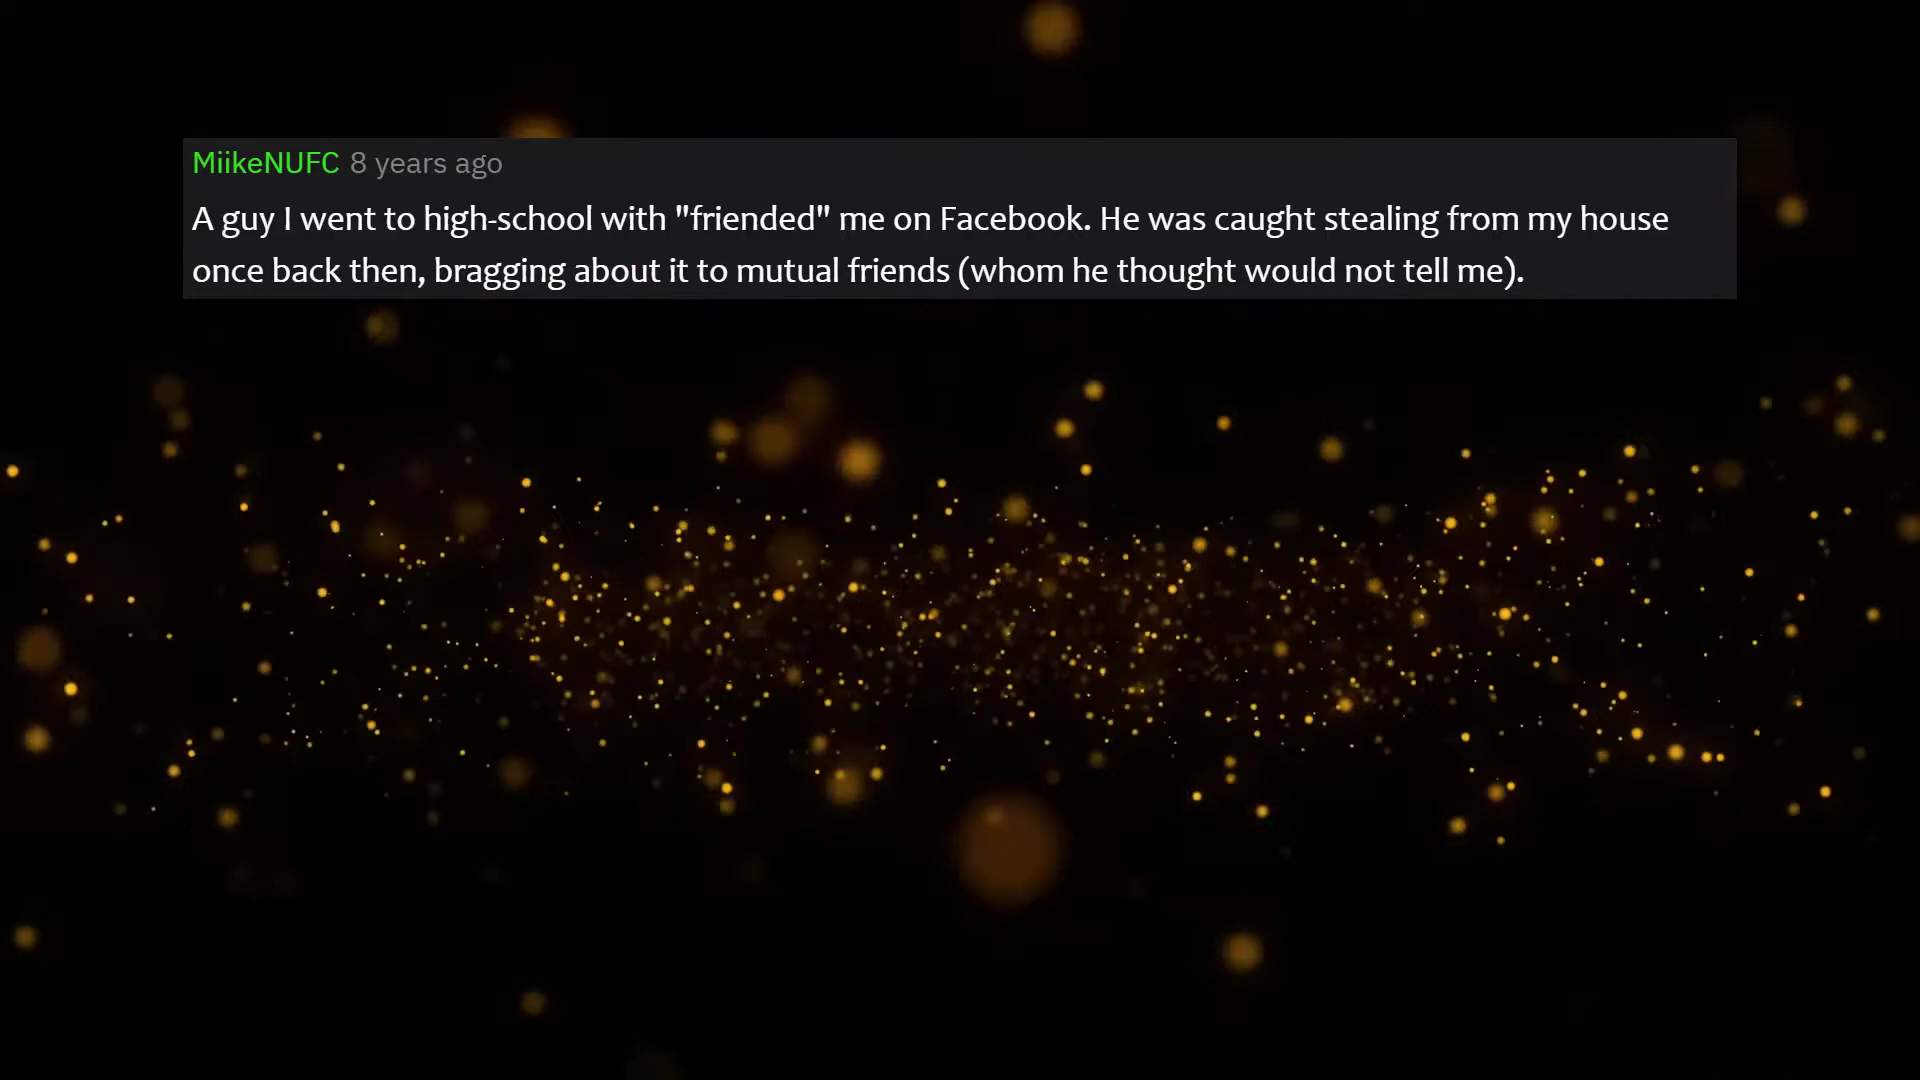 MiikeNUFC 8 years ago
A guy I went to high-school with "friended" me on Facebook. He was caught stealing from my house
once back then, bragging about it to mutual friends (whom he thought would not tell me).